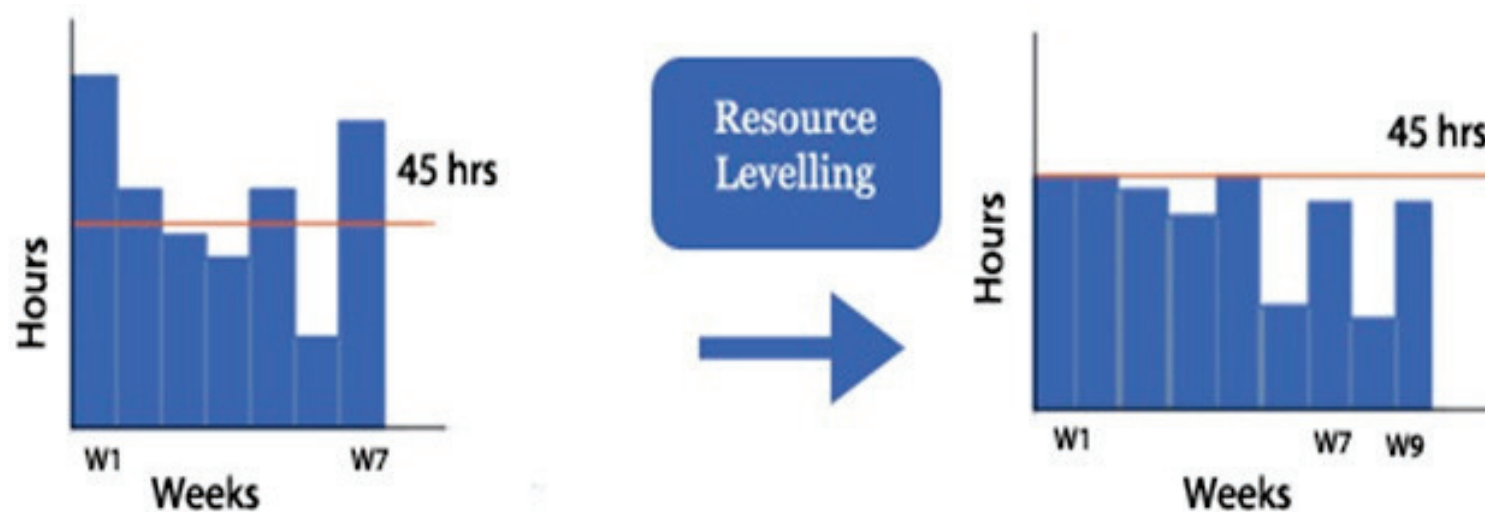 45 hrs
Hours
W1
W7
Weeks
Resource
Levelling
45 hrs
Hours
W1
W7
W9
Weeks